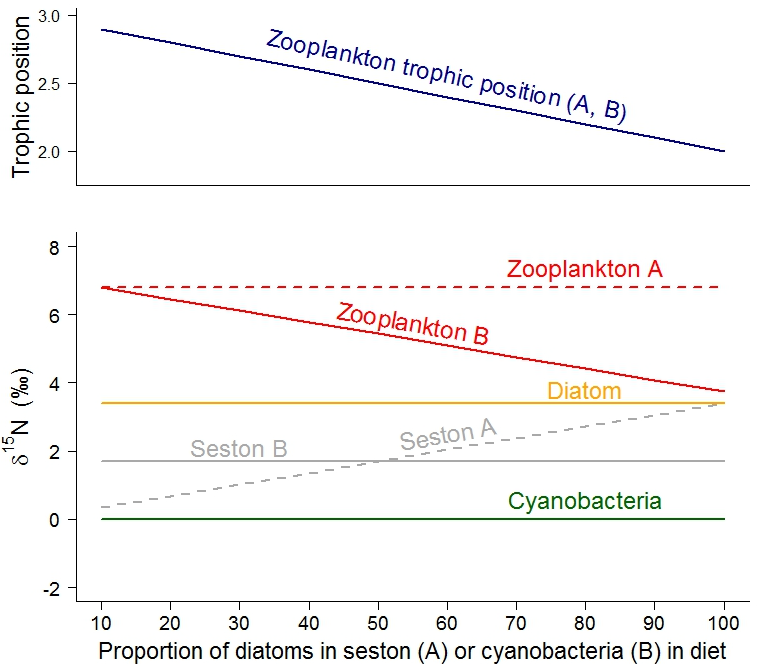 3.0
2.5
2.0
Trophic position
Zooplankton trophic position (A, B)
8
6
4
2
0
-2
δ15N (‰)
Zooplankton A
Zooplankton B
Diatom
Seston B
Seston A
Cyanobacteria
10 20 30 40 50 60 70 80 90 100
Proportion of diatoms in seston (A) or cyanobacteria (B) in diet